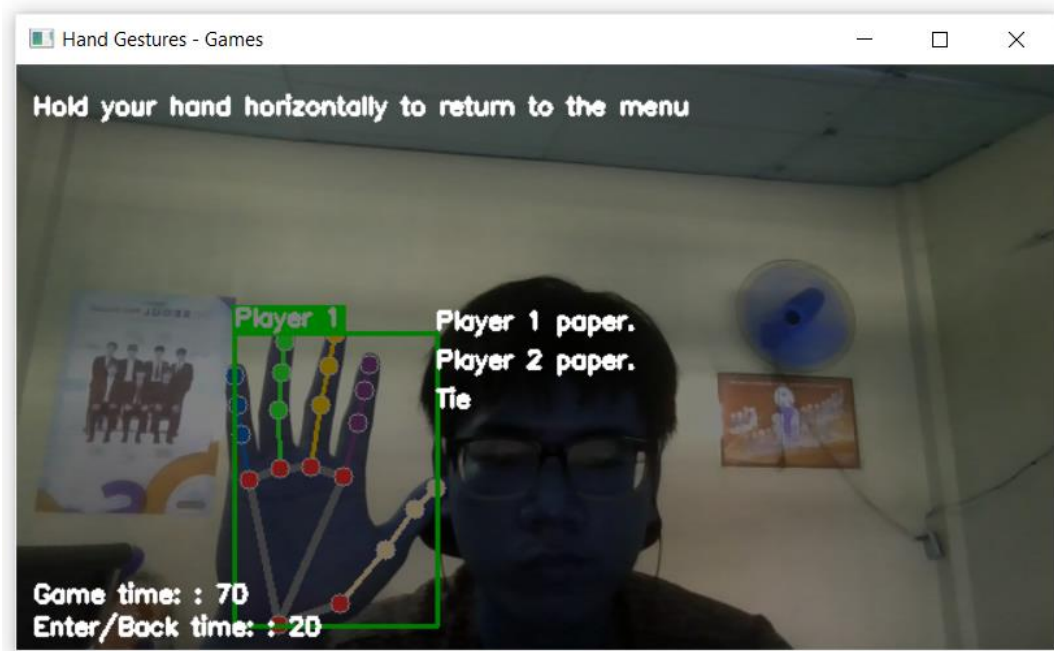 Hand Gestures - Games
Hold your hand horizontally to return to the menu
Player 1
Player 1 paper.
Player 2 paper.
Tie
Game time: : 70
Enter/Back time: : 20